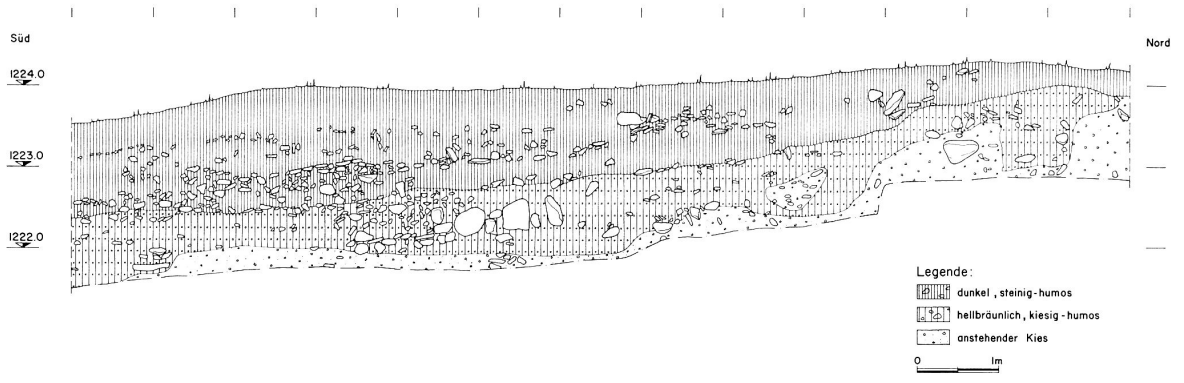 Süd
Nord
1224.0
1223.0
1222.0
Legende:
dunkel, steinig-humos
hellbräunlich, kiesig-humos
anstehender Kies
0 1m